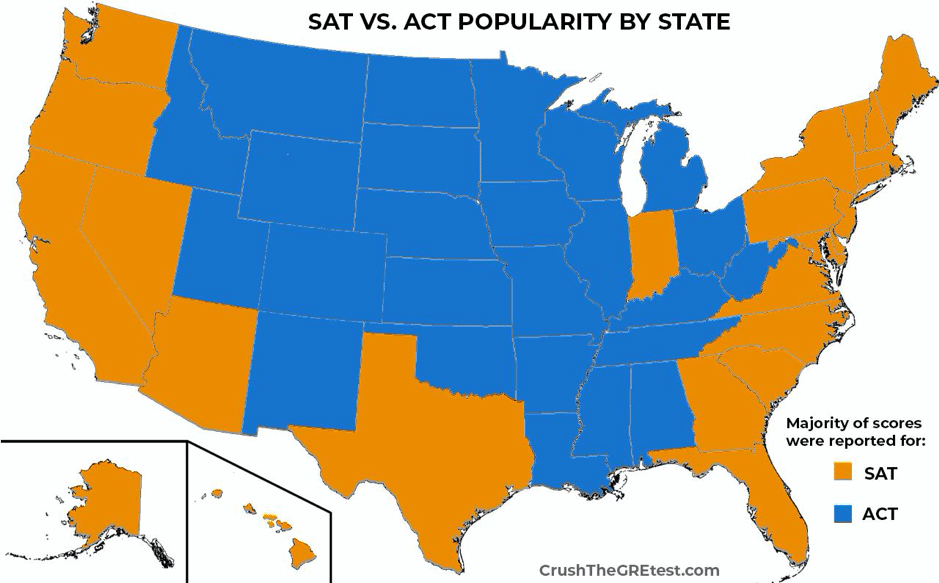 SAT VS. ACT POPULARITY BY STATE
Majority of scores
were reported for:
SAT
ACT
CrushTheGREtest.com